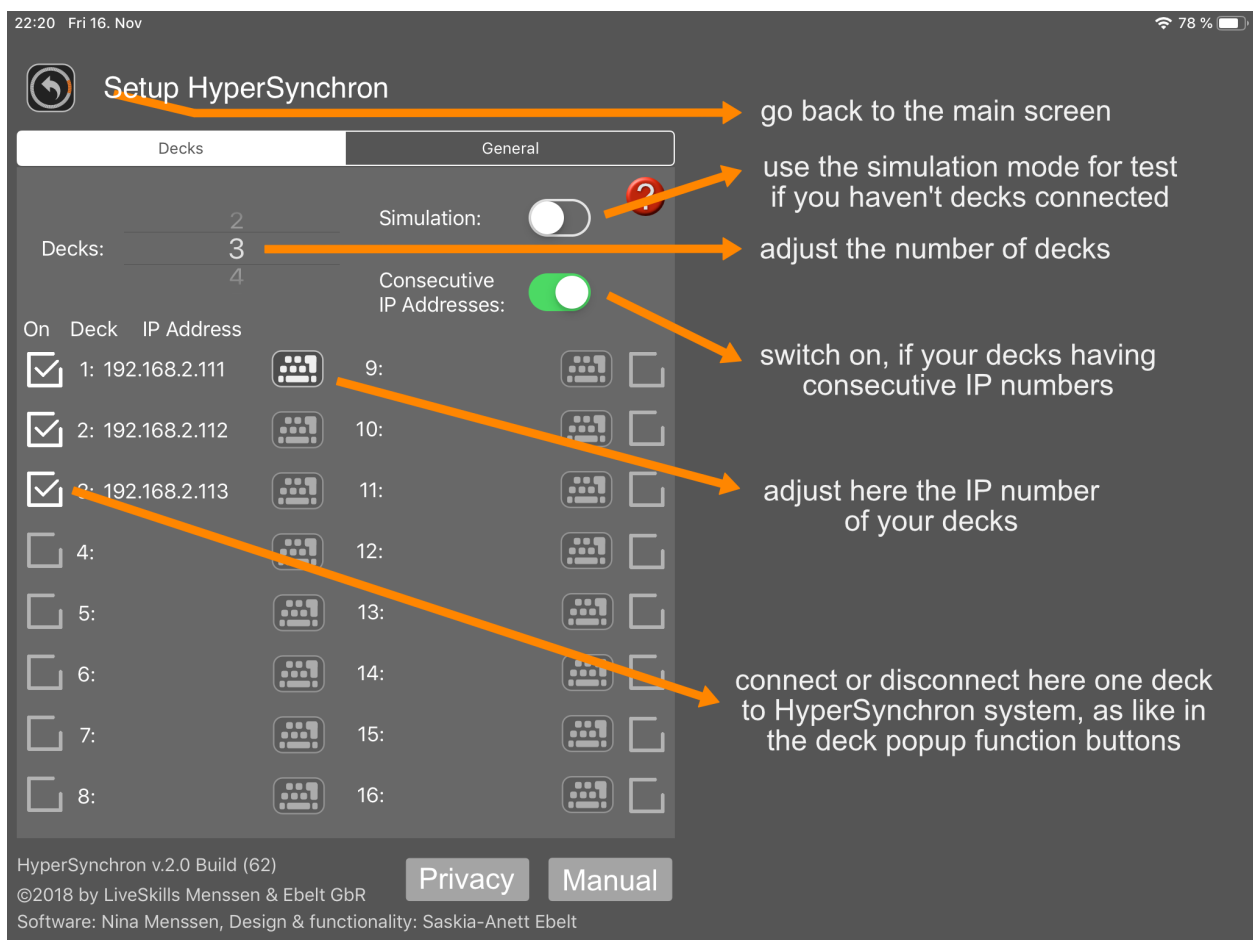 22:20 Fri 16. Nov
78 %
Setup HyperSynchron
go back to the main screen
Decks
General
use the simulation mode for test
if you haven't decks connected
?
2
Simulation:
Decks:
3
adjust the number of decks
4
Consecutive
IP Addresses:
On Deck IP Address
switch on, if your decks having
consecutive IP numbers
1: 192.168.2.111
9:
2: 192.168.2.112
10:
3: 192.168.2.113
11:
adjust here the IP number
of your decks
4:
12:
5:
13:
6:
14:
connect or disconnect here one deck
to HyperSynchron system, as like in
the deck popup function buttons
7:
15:
8:
16:
HyperSynchron v.2.0 Build (62)
Privacy
Manual
©2018 by LiveSkills Menssen & Ebelt GbR
Software: Nina Menssen, Design & functionality: Saskia-Anett Ebelt